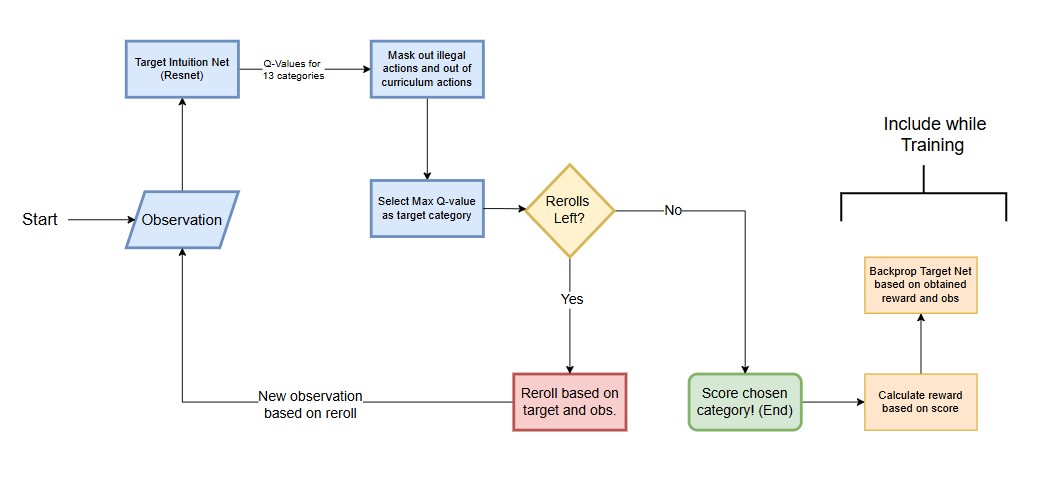 Target Intuition Net
(Resnet)
Q-Values for
13 categories
Mask out illegal
actions and out of
curriculum actions
Include while
Training
Start
Observation
Select Max Q-value
as target category
Rerolls
Left?
No
Yes
Backprop Target Net
based on obtained
reward and obs
New observation
based on reroll
Reroll based on
target and obs.
Score chosen
category! (End)
Calculate reward
based on score